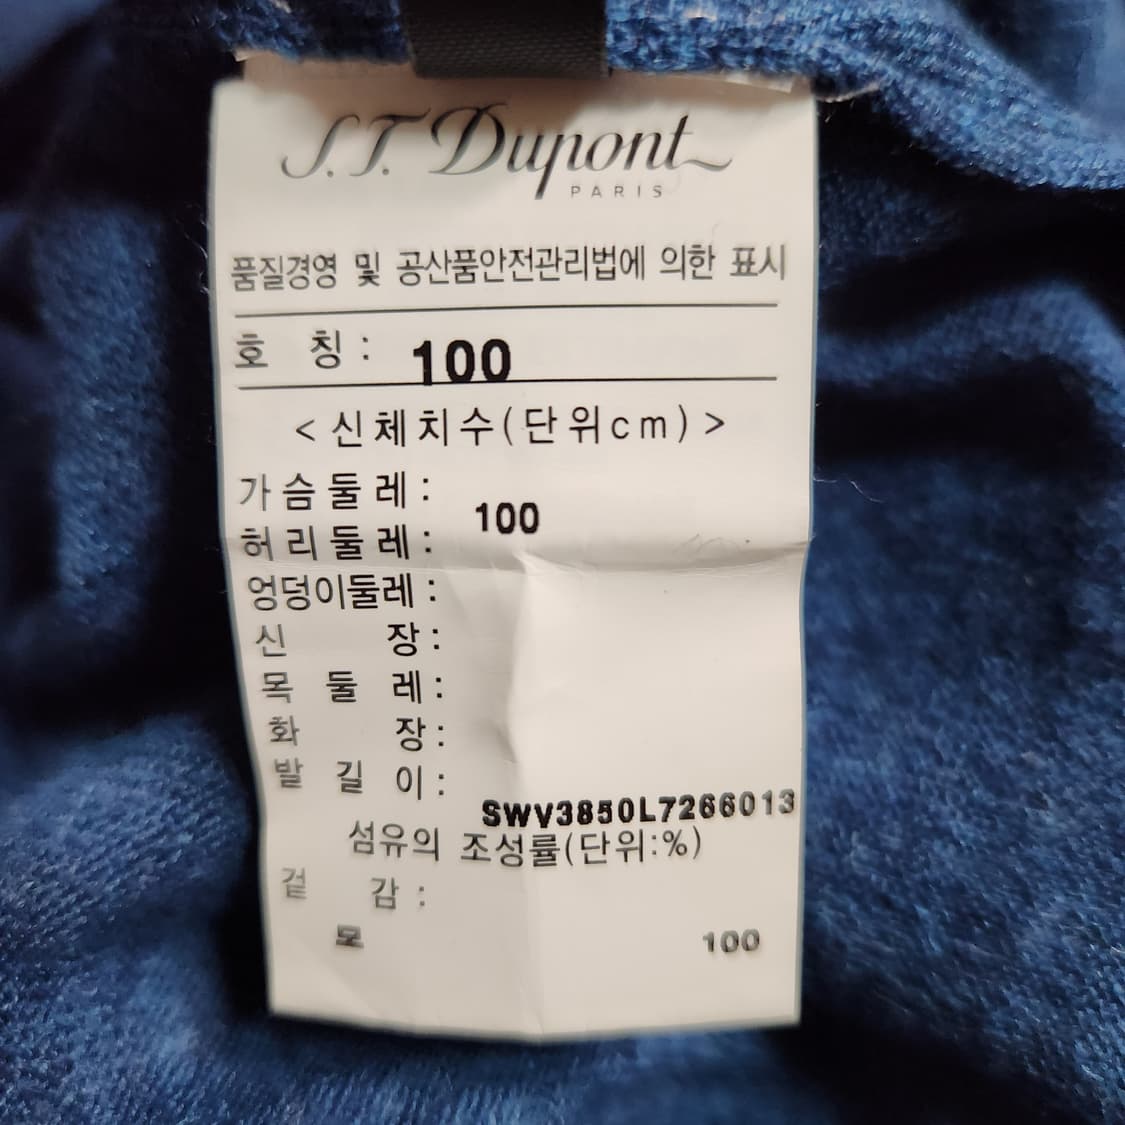 S.T. Dupont
PARIS
품질경영 및 공산품안전관리법에 의한 표시
호 칭 : 100
<신체치수(단위cm)>
가슴둘레 : 100
허리둘레 :
엉덩이둘레 :
신 장 :
목 둘 레 :
화 장 :
발 길 이 :
SWV3850L7266013
섬유의 조성률(단위:%)
겉 감 :
모 100